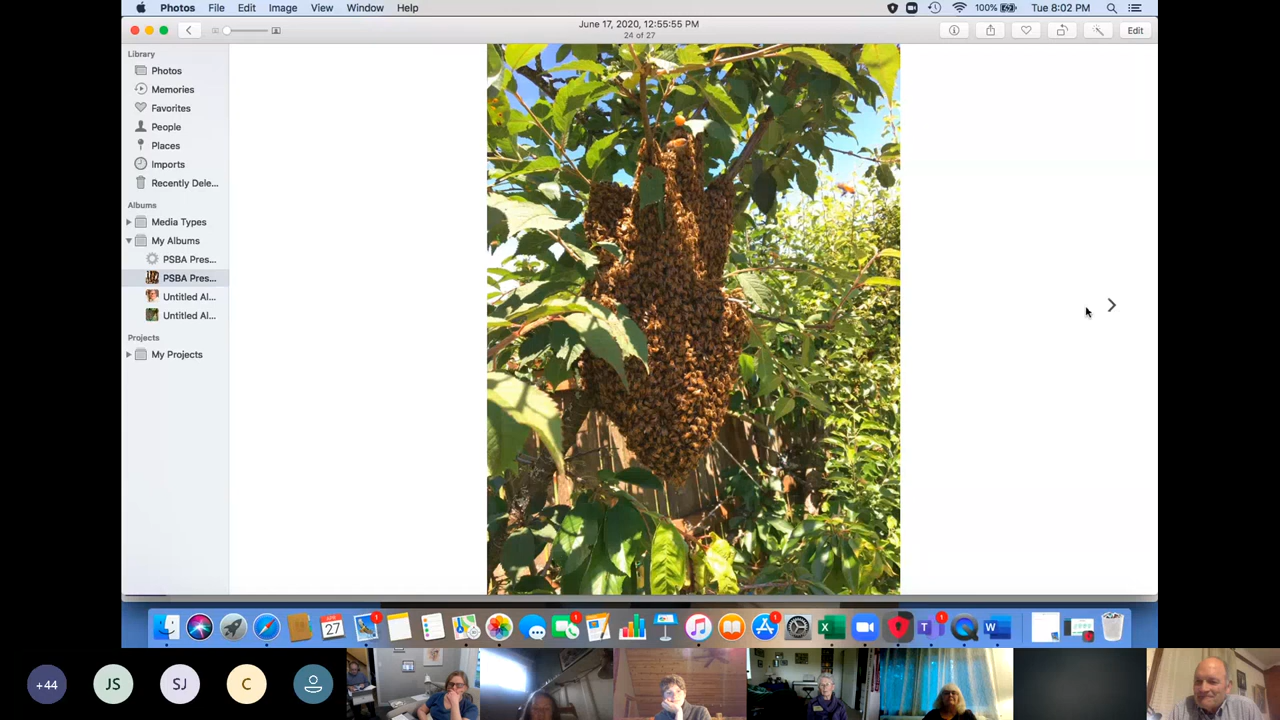 Photos File Edit Image View Window Help 100% Tue 8:02 PM
June 17, 2020, 12:55:55 PM
24 of 27
Edit
Library
Photos
Memories
Favorites
People
Places
Imports
Recently Dele...
Albums
Media Types
My Albums
PSBA Pres...
PSBA Pres...
Untitled Al...
Untitled Al...
Projects
My Projects
27
+44 JS SJ C